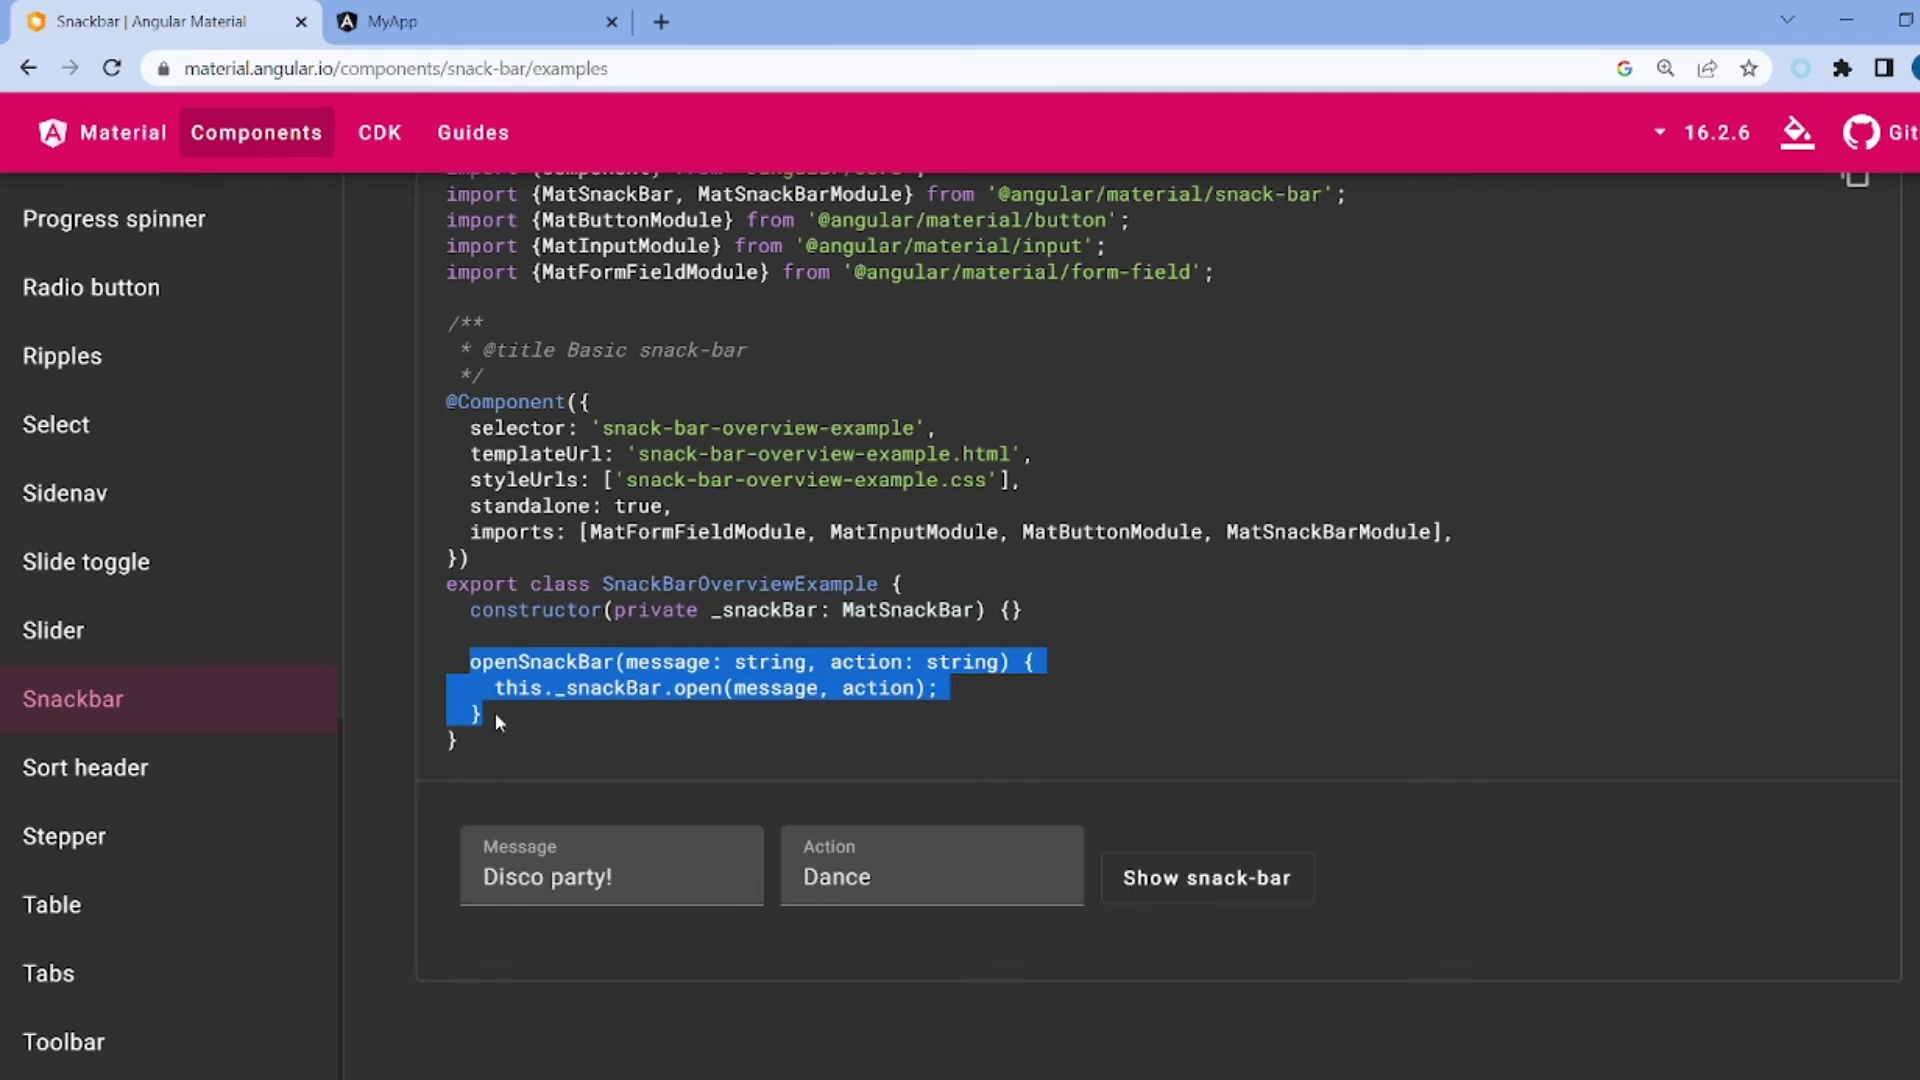 Snackbar | Angular Material
MyApp
material.angular.io/components/snack-bar/examples
Material
Components
CDK
Guides
16.2.6
Git
Progress spinner
Radio button
Ripples
Select
Sidenav
Slide toggle
Slider
Snackbar
Sort header
Stepper
Table
Tabs
Toolbar
import {MatSnackBar, MatSnackBarModule} from '@angular/material/snack-bar';
import {MatButtonModule} from '@angular/material/button';
import {MatInputModule} from '@angular/material/input';
import {MatFormFieldModule} from '@angular/material/form-field';
/**
* @title Basic snack-bar
*/
@Component({
selector: 'snack-bar-overview-example',
templateUrl: 'snack-bar-overview-example.html',
styleUrls: ['snack-bar-overview-example.css'],
standalone: true,
imports: [MatFormFieldModule, MatInputModule, MatButtonModule, MatSnackBarModule],
})
export class SnackBarOverviewExample {
constructor(private _snackBar: MatSnackBar) {}
openSnackBar(message: string, action: string) {
this._snackBar.open(message, action);
}
}
Message
Disco party!
Action
Dance
Show snack-bar